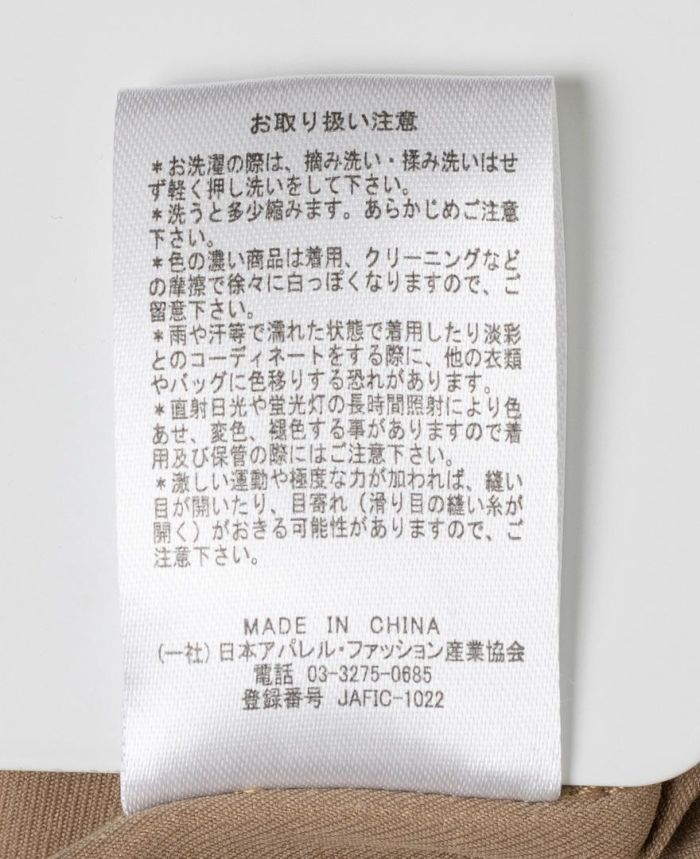 お取り扱い注意
＊お洗濯の際は、摘み洗い・揉み洗いはせ
ず軽く押し洗いをして下さい。
＊洗うと多少縮みます。あらかじめご注意
下さい。
＊色の濃い商品は着用、クリーニングなど
の摩擦で徐々に白っぽくなりますので、ご
留意下さい。
＊雨や汗等で濡れた状態で着用したり淡彩
とのコーディネートをする際に、他の衣類
やバッグに色移りする恐れがあります。
＊直射日光や蛍光灯の長時間照射により色
あせ、変色、褪色する事がありますので着
用及び保管の際にはご注意下さい。
＊激しい運動や極度な力が加われば、縫い
目が開いたり、目寄れ（滑り目の縫い糸が
開く）がおきる可能性がありますので、ご
注意下さい。
MADE IN CHINA
(一社)日本アパレル・ファッション産業協会
電話 03-3275-0685
登録番号 JAFIC-1022